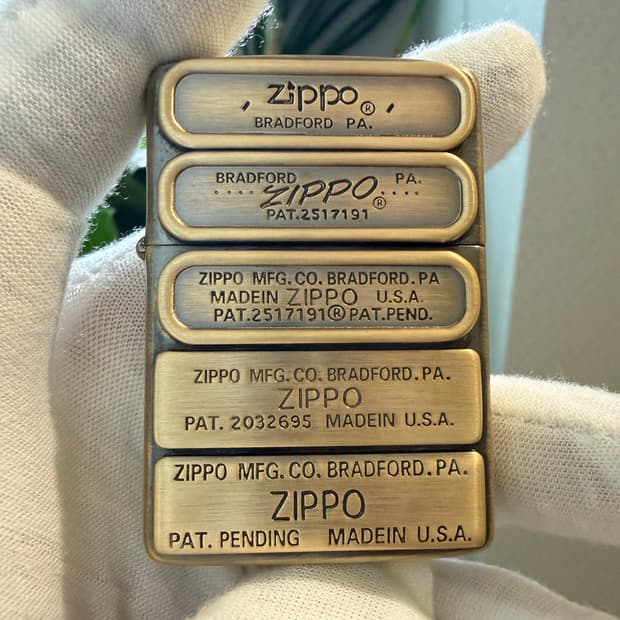 , zippo ® ,
BRADFORD PA.
BRADFORD PA.
.... ZIPPO ® ....
PAT.2517191
ZIPPO MFG.CO.BRADFORD.PA
MADEIN ZIPPO U.S.A.
PAT.2517191®PAT.PEND.
ZIPPO MFG.CO.BRADFORD.PA.
ZIPPO
PAT. 2032695 MADEIN U.S.A.
ZIPPO MFG.CO.BRADFORD.PA.
ZIPPO
PAT. PENDING MADEIN U.S.A.